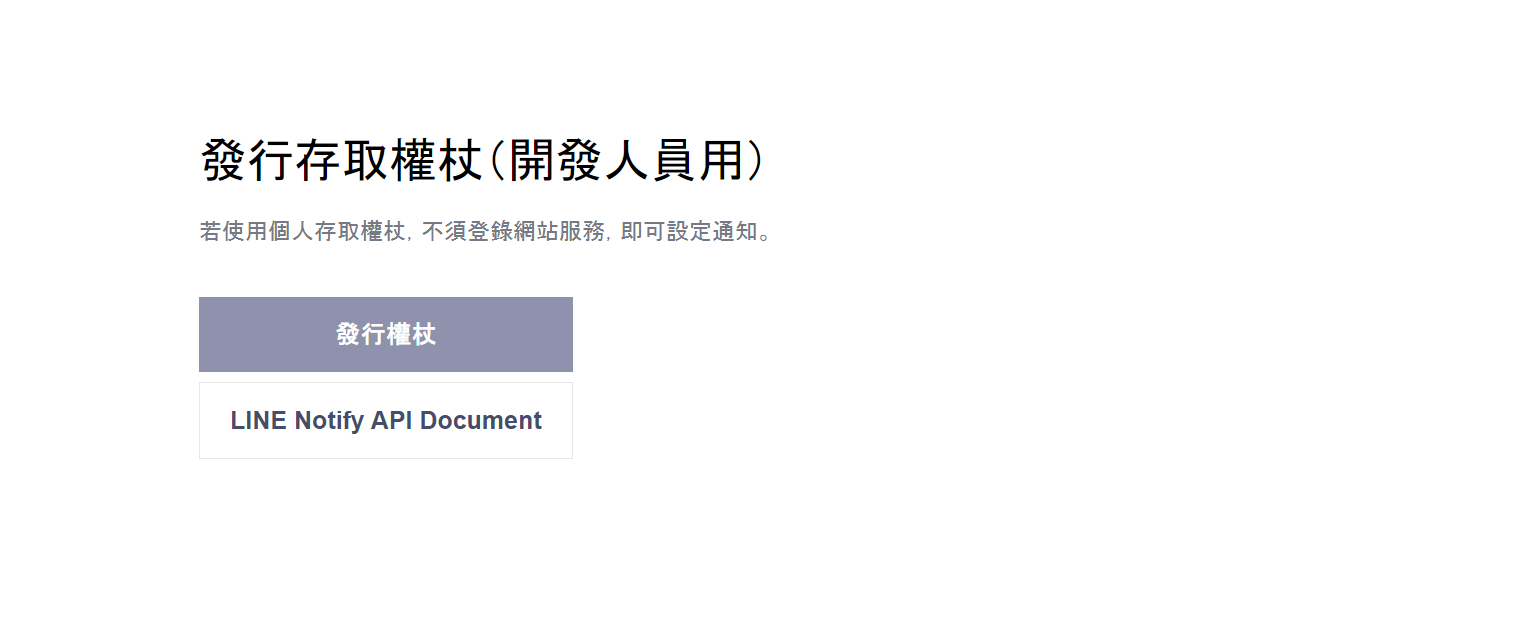 發行存取權杖(開發人員用)
若使用個人存取權杖, 不須登錄網站服務, 即可設定通知。
發行權杖
LINE Notify API Document